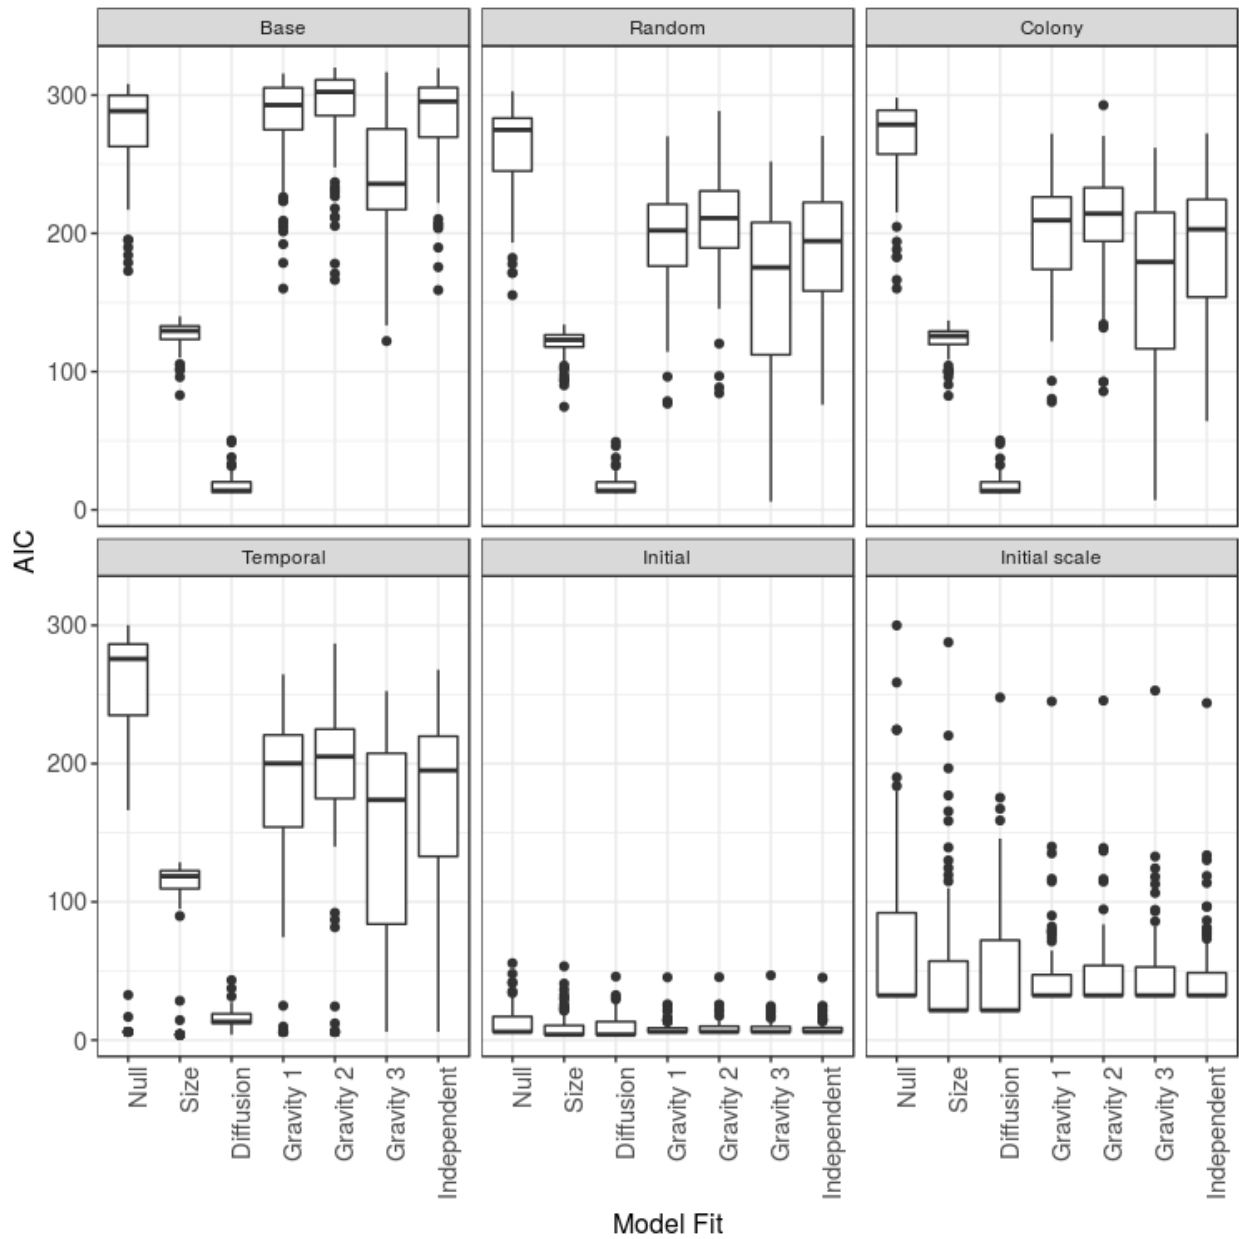 Base Random Colony
300
200
100
0
AIC
Temporal Initial Initial scale
300
200
100
0
Null Size Diffusion Gravity 1 Gravity 2 Gravity 3 Independent Null Size Diffusion Gravity 1 Gravity 2 Gravity 3 Independent Null Size Diffusion Gravity 1 Gravity 2 Gravity 3 Independent
Model Fit